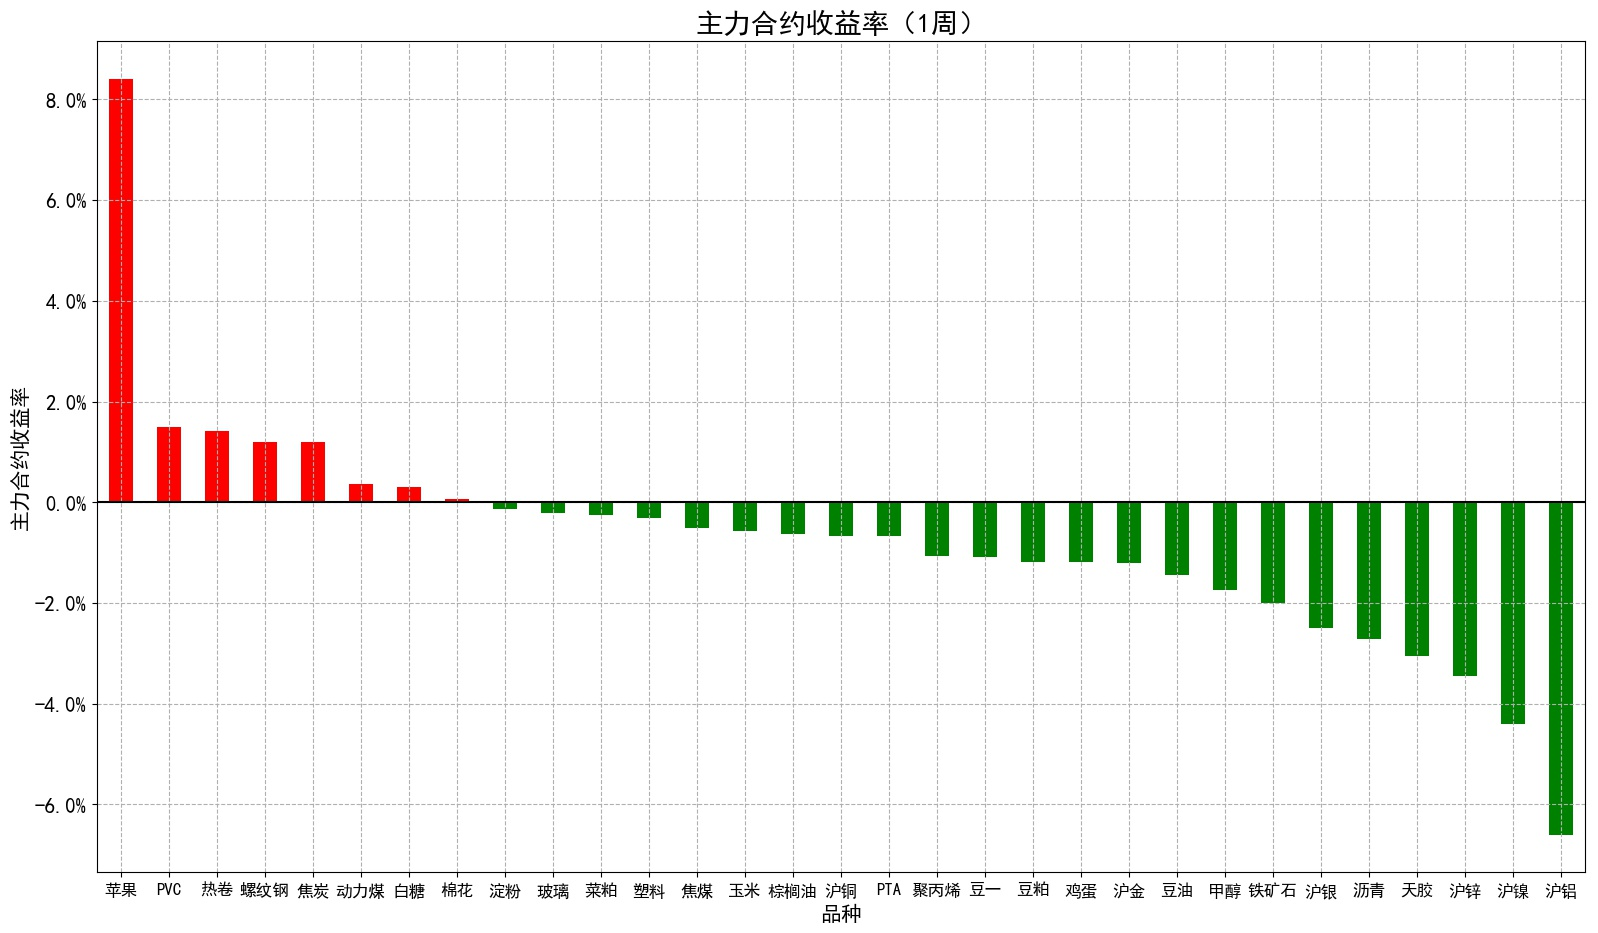 主力合约收益率（1周）
主力合约收益率
8.0%
6.0%
4.0%
2.0%
0.0%
-2.0%
-4.0%
-6.0%
苹果 PVC 热卷 螺纹钢 焦炭 动力煤 白糖 棉花 淀粉 玻璃 菜粕 塑料 焦煤 玉米 棕榈油 沪铜 PTA 聚丙烯 豆一 豆粕 鸡蛋 沪金 豆油 甲醇 铁矿石 沪银 沥青 天胶 沪锌 沪镍 沪铝
品种